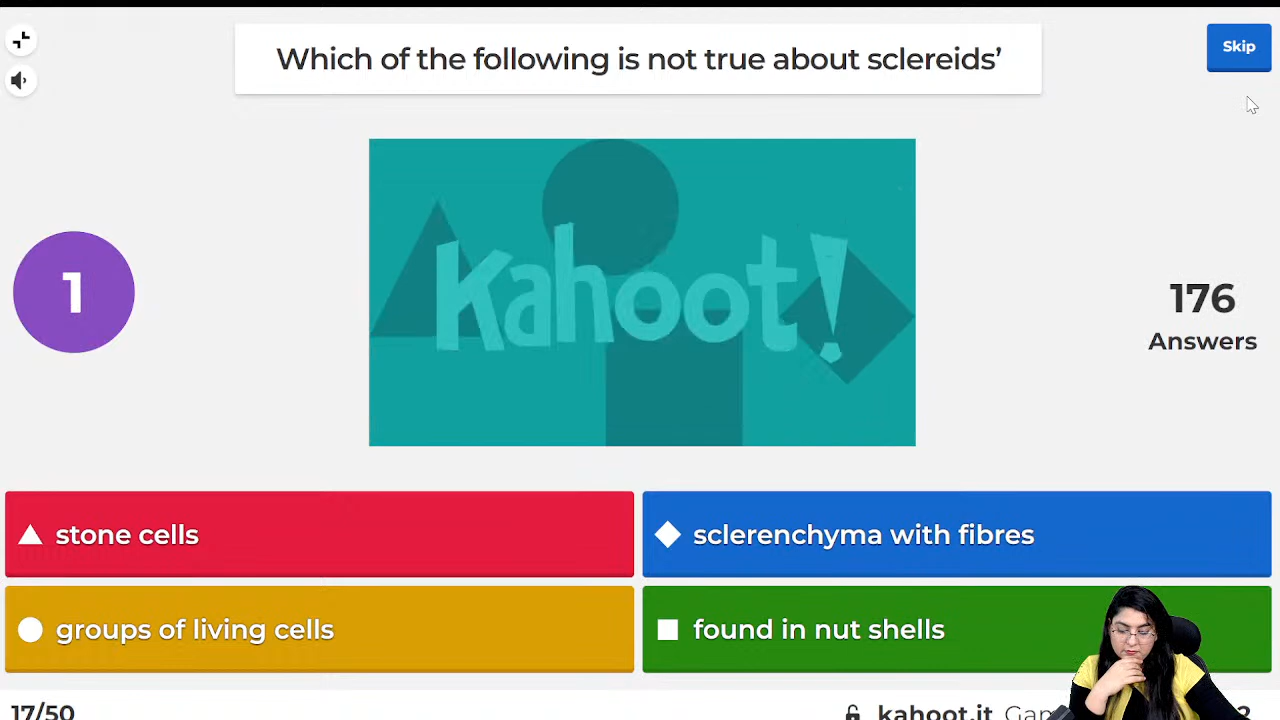 Which of the following is not true about sclereids’
Skip
Kahoot!
1
176
Answers
stone cells
sclerenchyma with fibres
groups of living cells
found in nut shells
17/50
kahoot.it